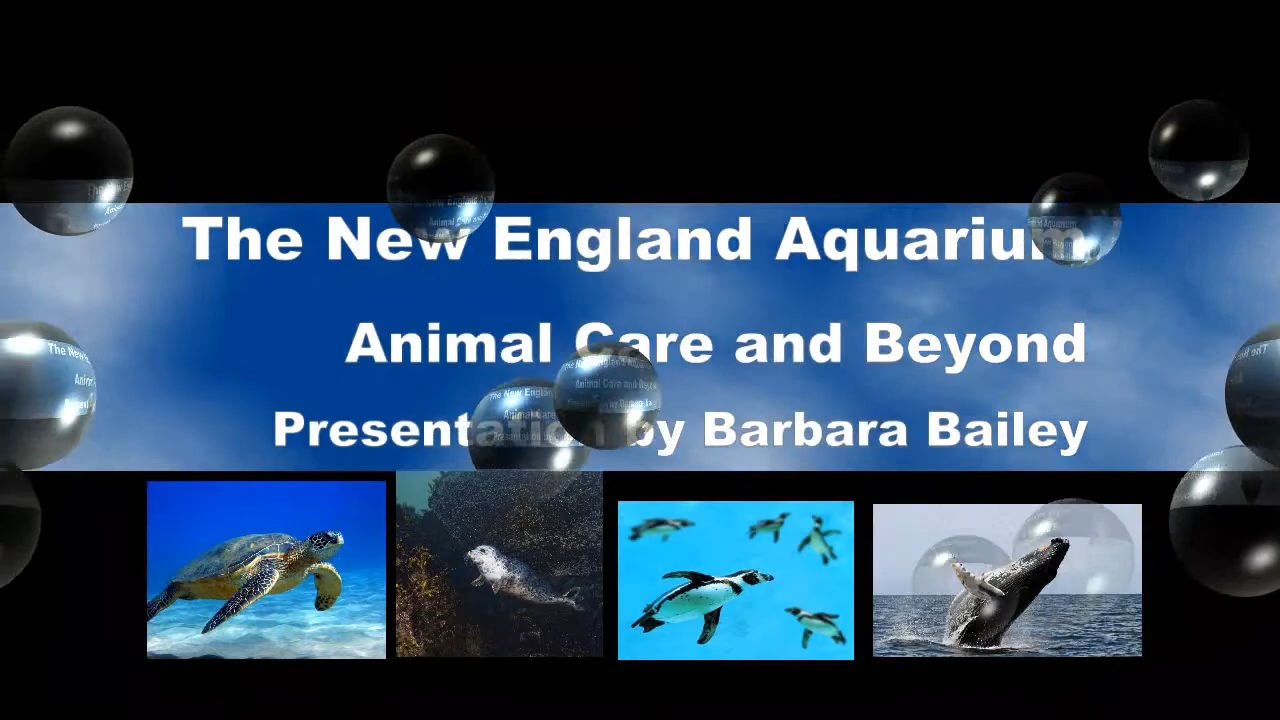 The New England Aquarium
Animal Care and Beyond
Presentation by Barbara Bailey